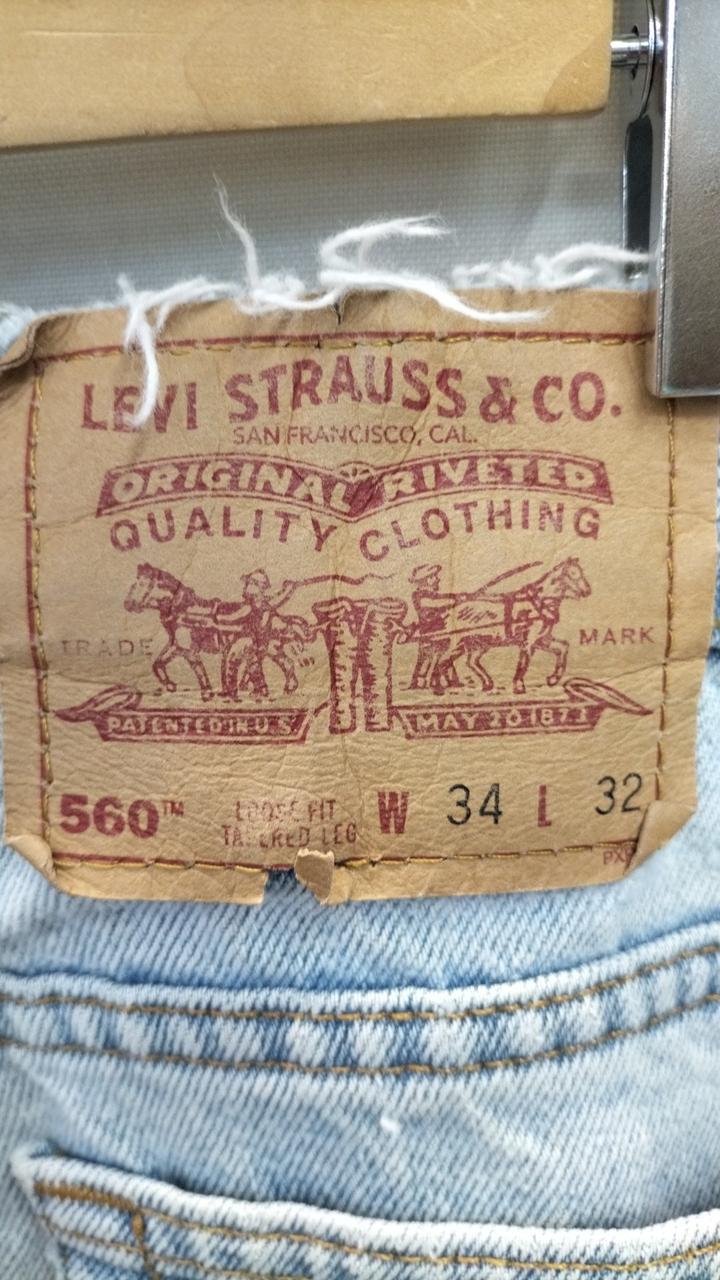 LEVI STRAUSS & CO.
SAN FRANCISCO, CAL.
ORIGINAL RIVETED
QUALITY CLOTHING
TRADE MARK
PATENTED IN U.S. MAY 20 1873
560™ LOOSE FIT TAPERED LEG W 34 L 32